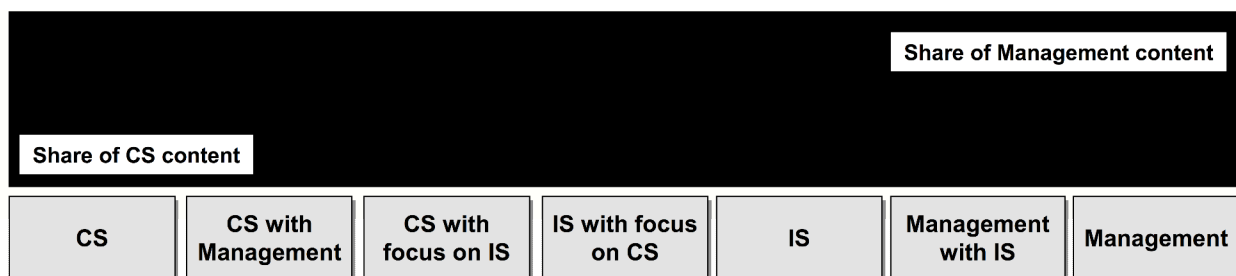 Share of Management content
Share of CS content
CS
CS with
Management
CS with
focus on IS
IS with focus
on CS
IS
Management
with IS
Management